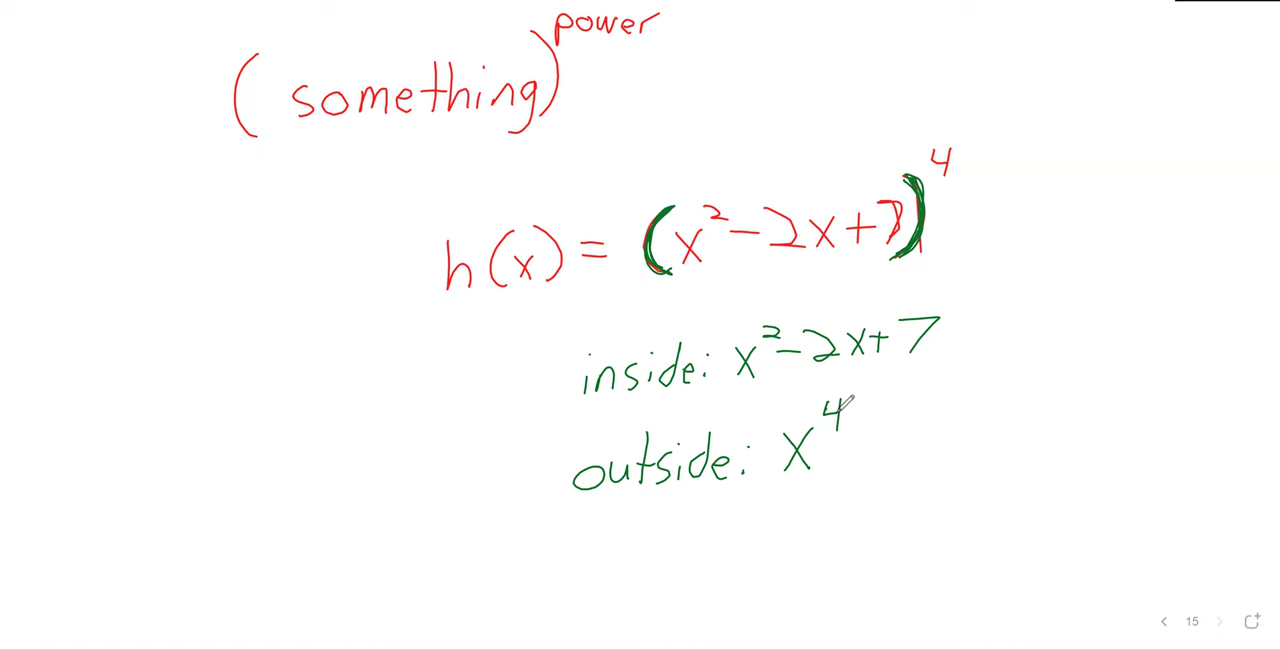 (something)^power
h(x) = (x² - 2x + 7)⁴
inside: x² - 2x + 7
outside: x⁴
< 15 >